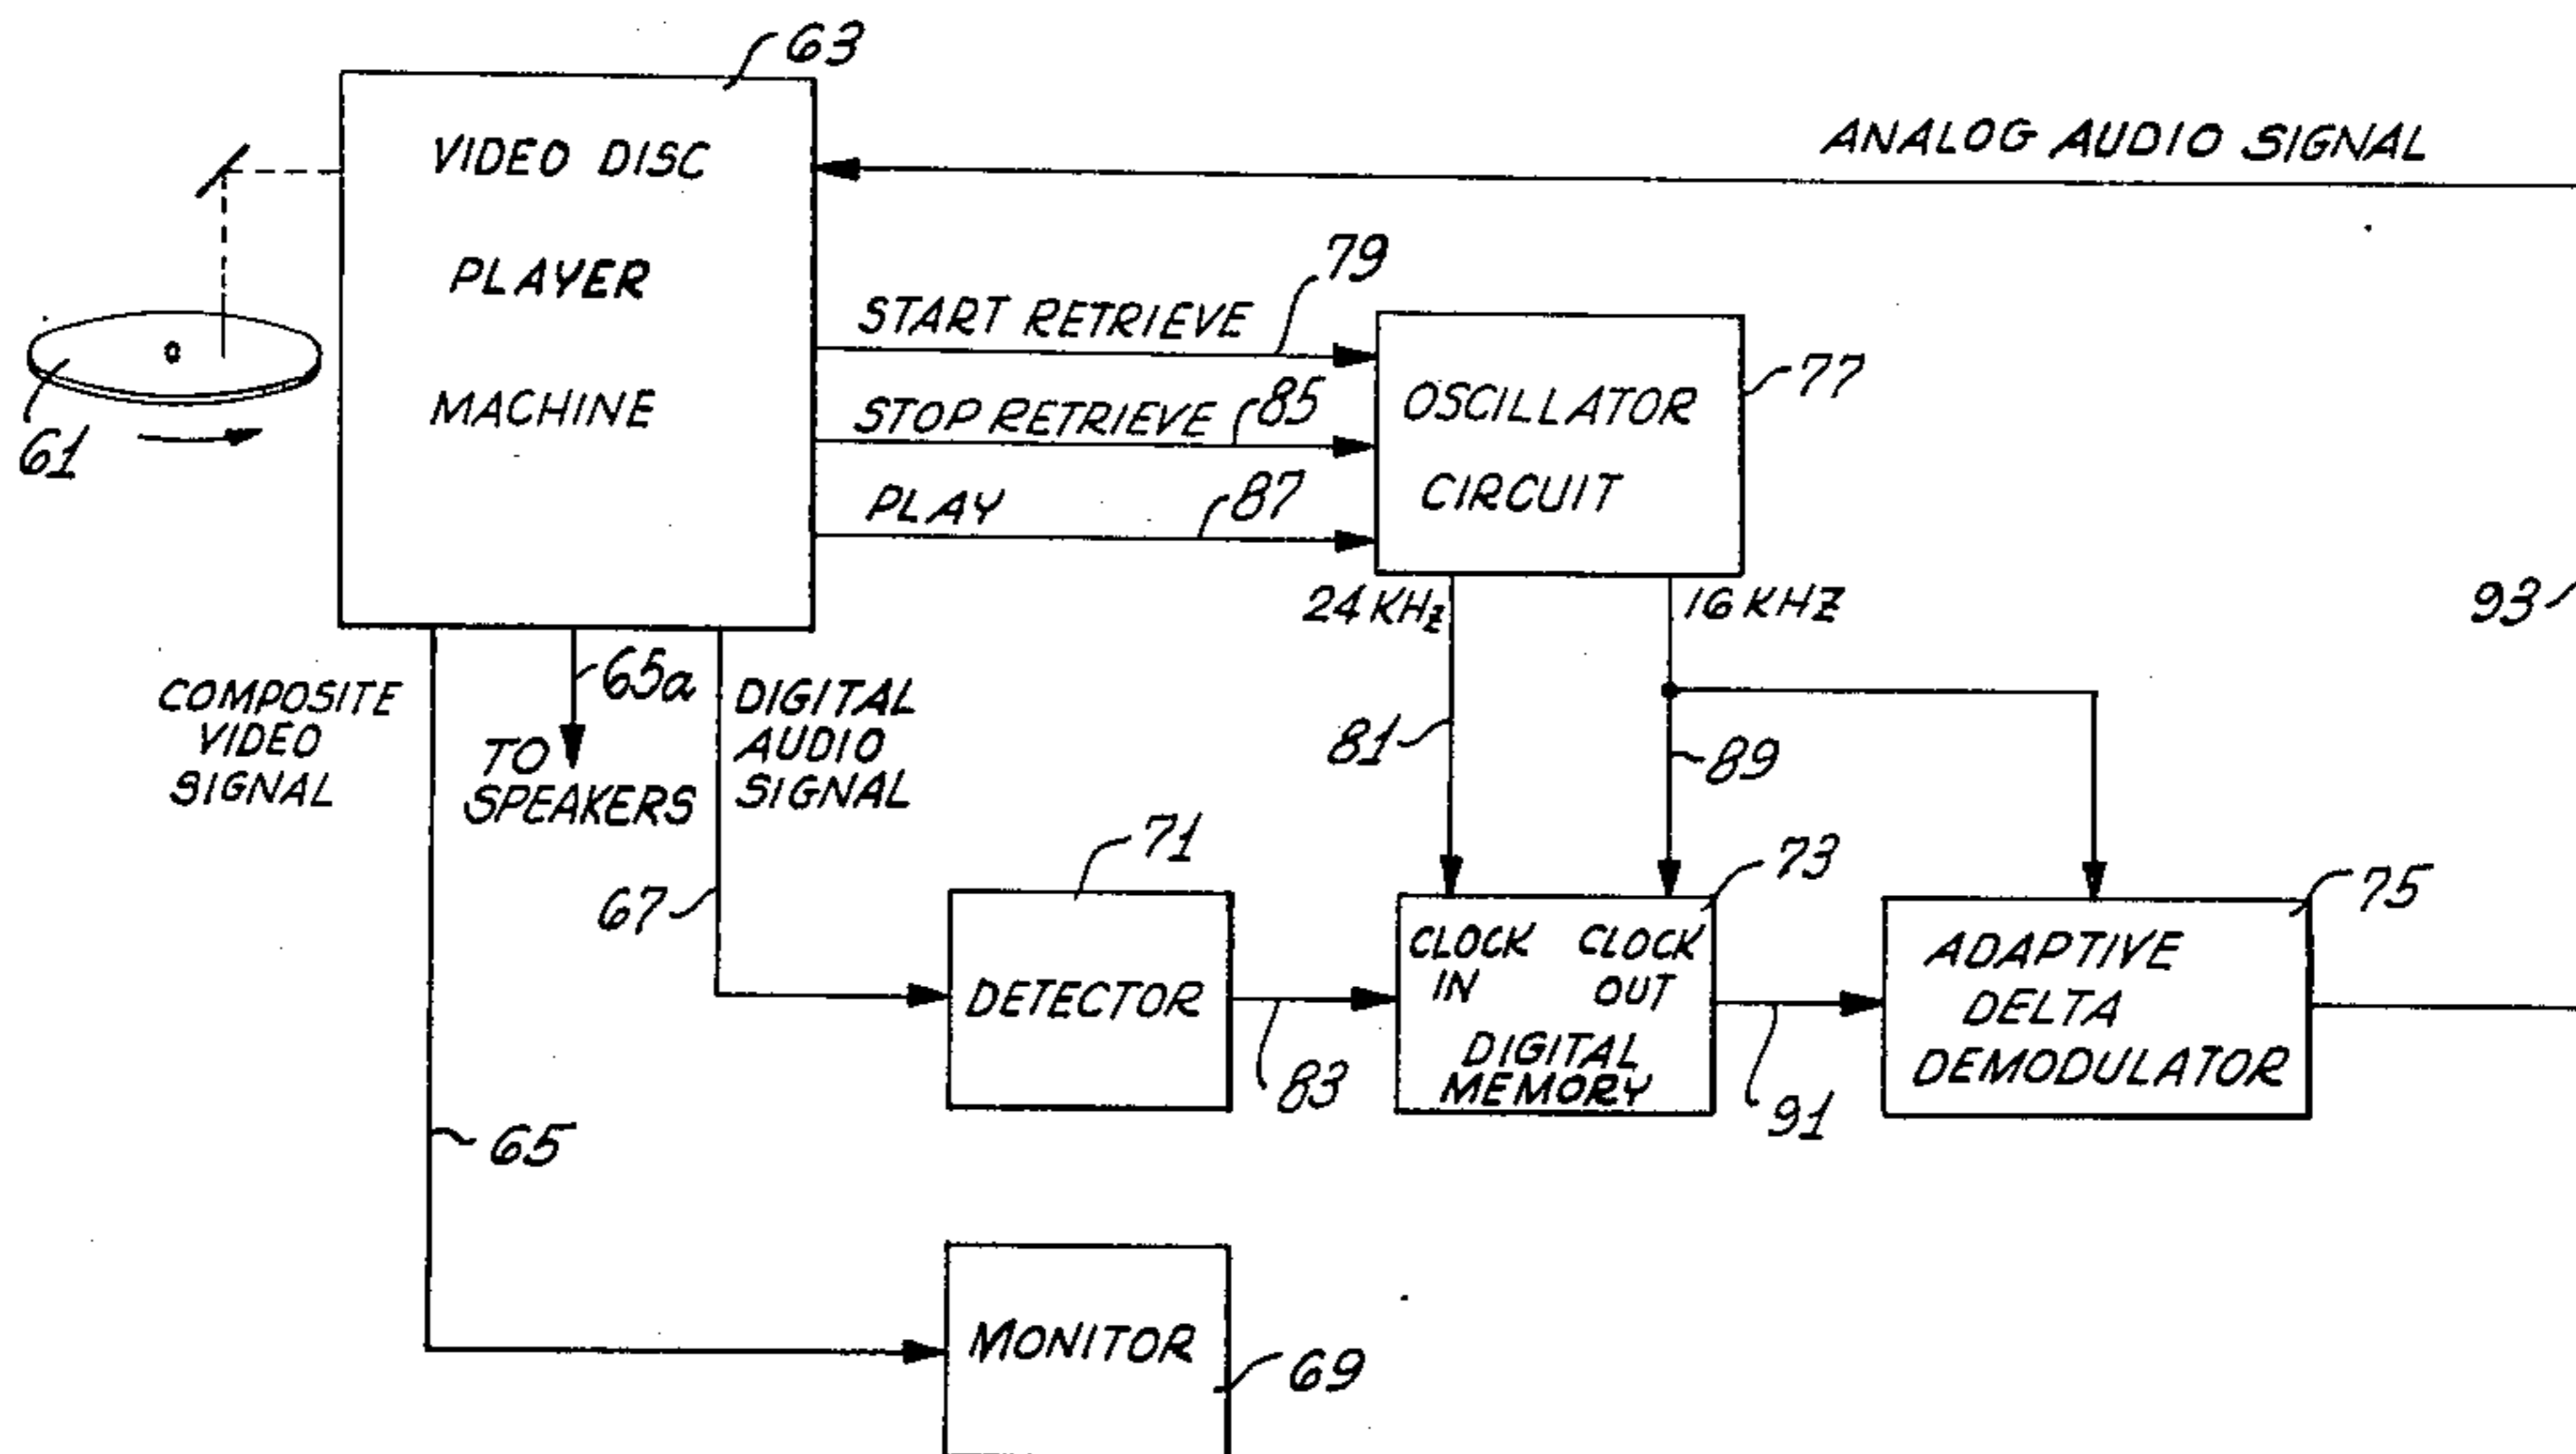 63
VIDEO DISC
PLAYER
MACHINE
61
ANALOG AUDIO SIGNAL
START RETRIEVE
79
STOP RETRIEVE
85
PLAY
87
OSCILLATOR
CIRCUIT
77
24 KHz
16 KHZ
93
COMPOSITE
VIDEO
SIGNAL
65a
TO
SPEAKERS
DIGITAL
AUDIO
SIGNAL
81
89
67
71
DETECTOR
83
73
CLOCK
IN
CLOCK
OUT
DIGITAL
MEMORY
91
75
ADAPTIVE
DELTA
DEMODULATOR
65
MONITOR
69